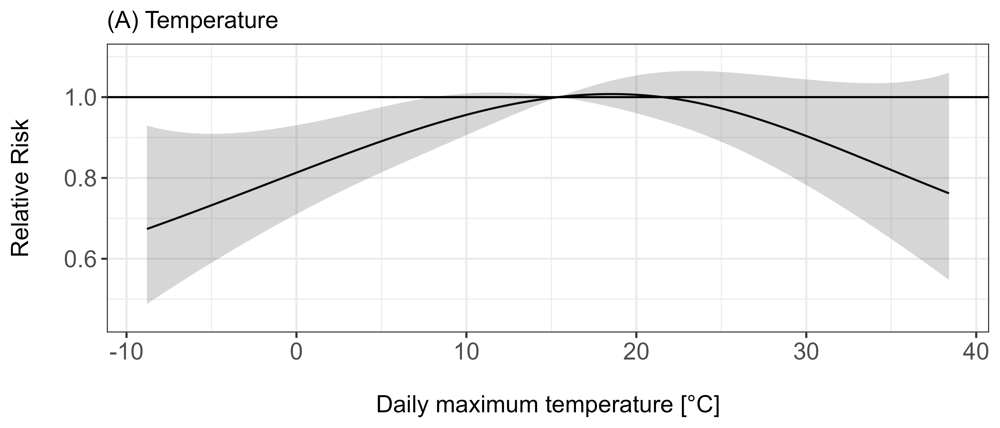 (A) Temperature
Relative Risk
1.0
0.8
0.6
-10 0 10 20 30 40
Daily maximum temperature [°C]